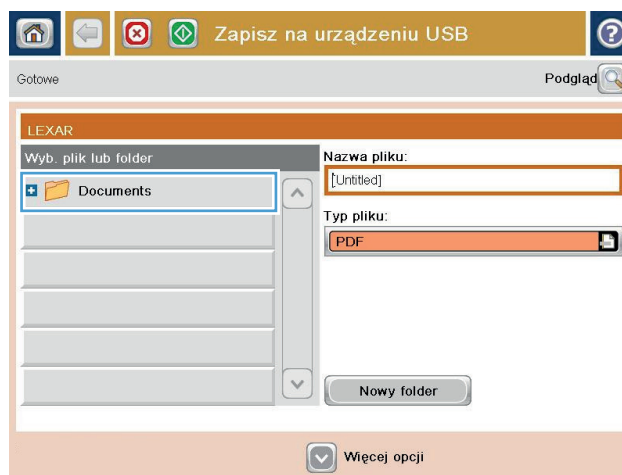 Zapisz na urządzeniu USB
?
Gotowe
Podgląd
LEXAR
Wyb. plik lub folder
Documents
Nazwa pliku:
[Untitled]
Typ pliku:
PDF
Nowy folder
Więcej opcji